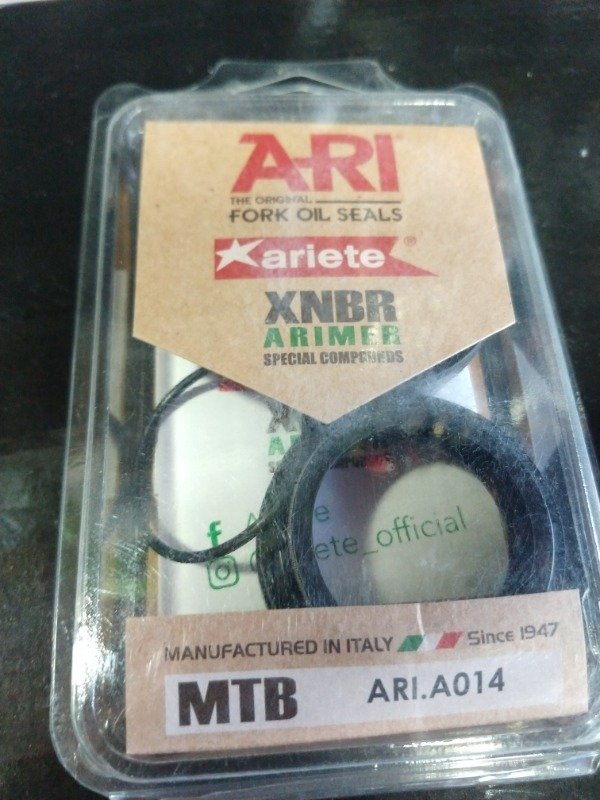 ARI
THE ORIGINAL
FORK OIL SEALS
ariete®
XNBR
ARIMER
SPECIAL COMPOUNDS
ete_official
MANUFACTURED IN ITALY Since 1947
MTB ARI.A014